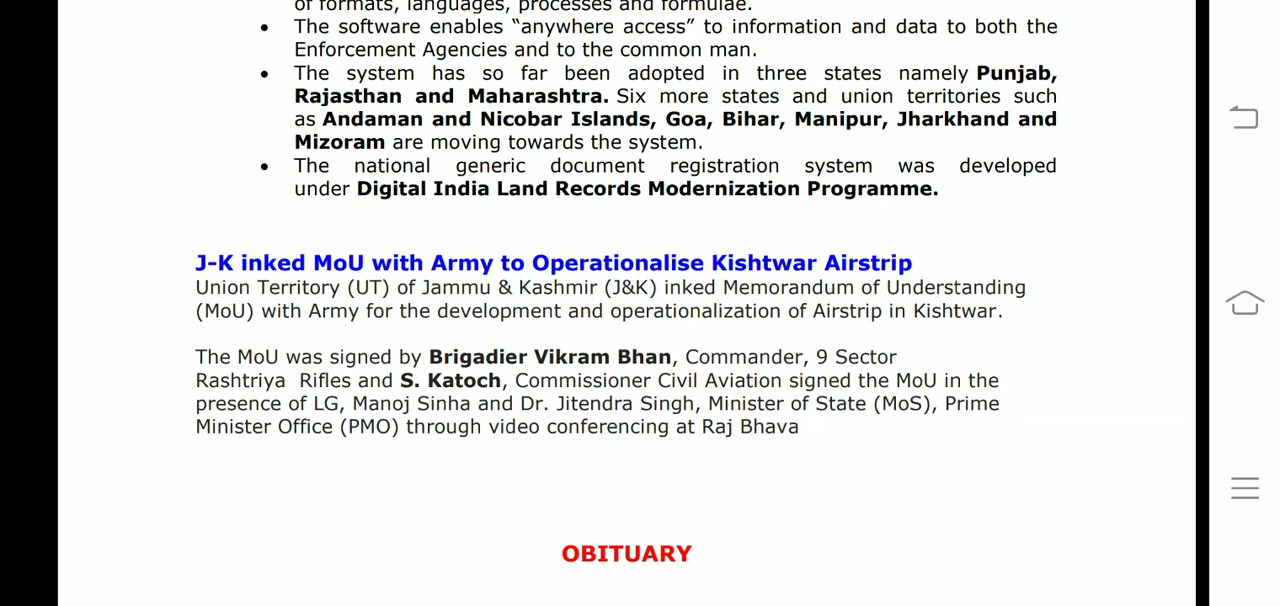 of formats, languages, processes and formulae.
• The software enables “anywhere access” to information and data to both the
Enforcement Agencies and to the common man.
• The system has so far been adopted in three states namely Punjab,
Rajasthan and Maharashtra. Six more states and union territories such
as Andaman and Nicobar Islands, Goa, Bihar, Manipur, Jharkhand and
Mizoram are moving towards the system.
• The national generic document registration system was developed
under Digital India Land Records Modernization Programme.
J-K inked MoU with Army to Operationalise Kishtwar Airstrip
Union Territory (UT) of Jammu & Kashmir (J&K) inked Memorandum of Understanding
(MoU) with Army for the development and operationalization of Airstrip in Kishtwar.
The MoU was signed by Brigadier Vikram Bhan, Commander, 9 Sector
Rashtriya Rifles and S. Katoch, Commissioner Civil Aviation signed the MoU in the
presence of LG, Manoj Sinha and Dr. Jitendra Singh, Minister of State (MoS), Prime
Minister Office (PMO) through video conferencing at Raj Bhava
OBITUARY